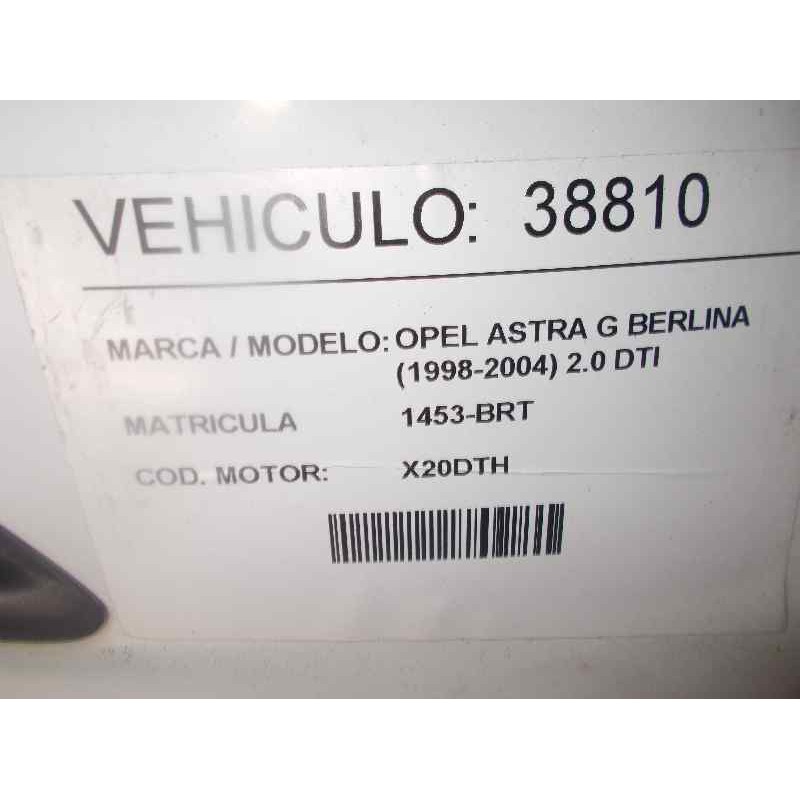 VEHICULO: 38810
MARCA / MODELO: OPEL ASTRA G BERLINA
(1998-2004) 2.0 DTI
MATRICULA 1453-BRT
COD. MOTOR: X20DTH